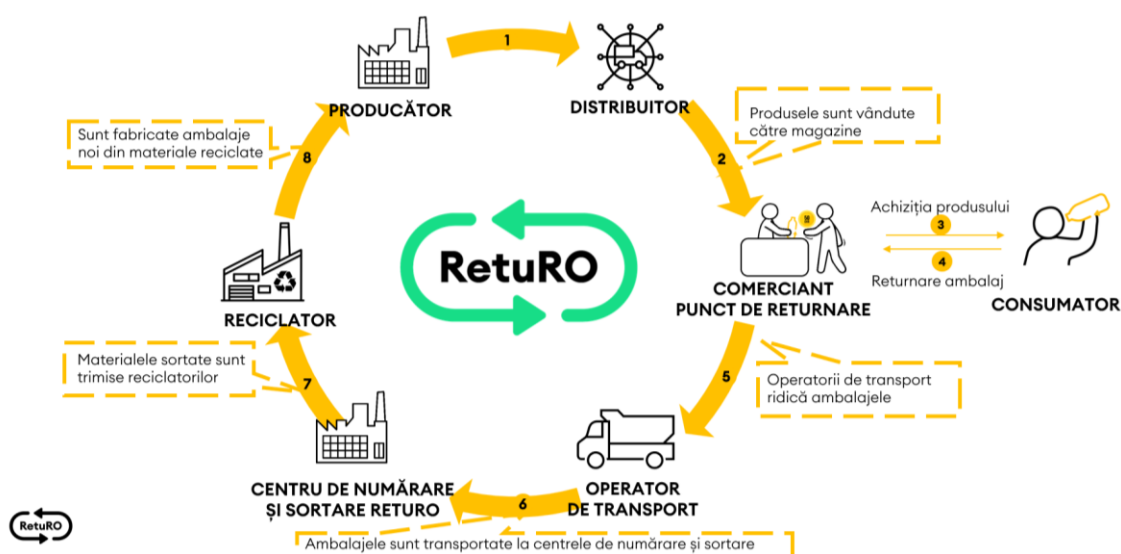 PRODUCĂTOR
1
DISTRIBUITOR
2
Produsele sunt vândute
către magazine
COMERCIANT
PUNCT DE RETURNARE
Achiziția produsului
3
4
Returnare ambalaj
CONSUMATOR
5
Operatorii de transport
ridică ambalajele
OPERATOR
DE TRANSPORT
6
Ambalajele sunt transportate la centrele de numărare și sortare
CENTRU DE NUMĂRARE
ȘI SORTARE RETURO
7
Materialele sortate sunt
trimise reciclatorilor
RECICLATOR
8
Sunt fabricate ambalaje
noi din materiale reciclate
RetuRO
RetuRO